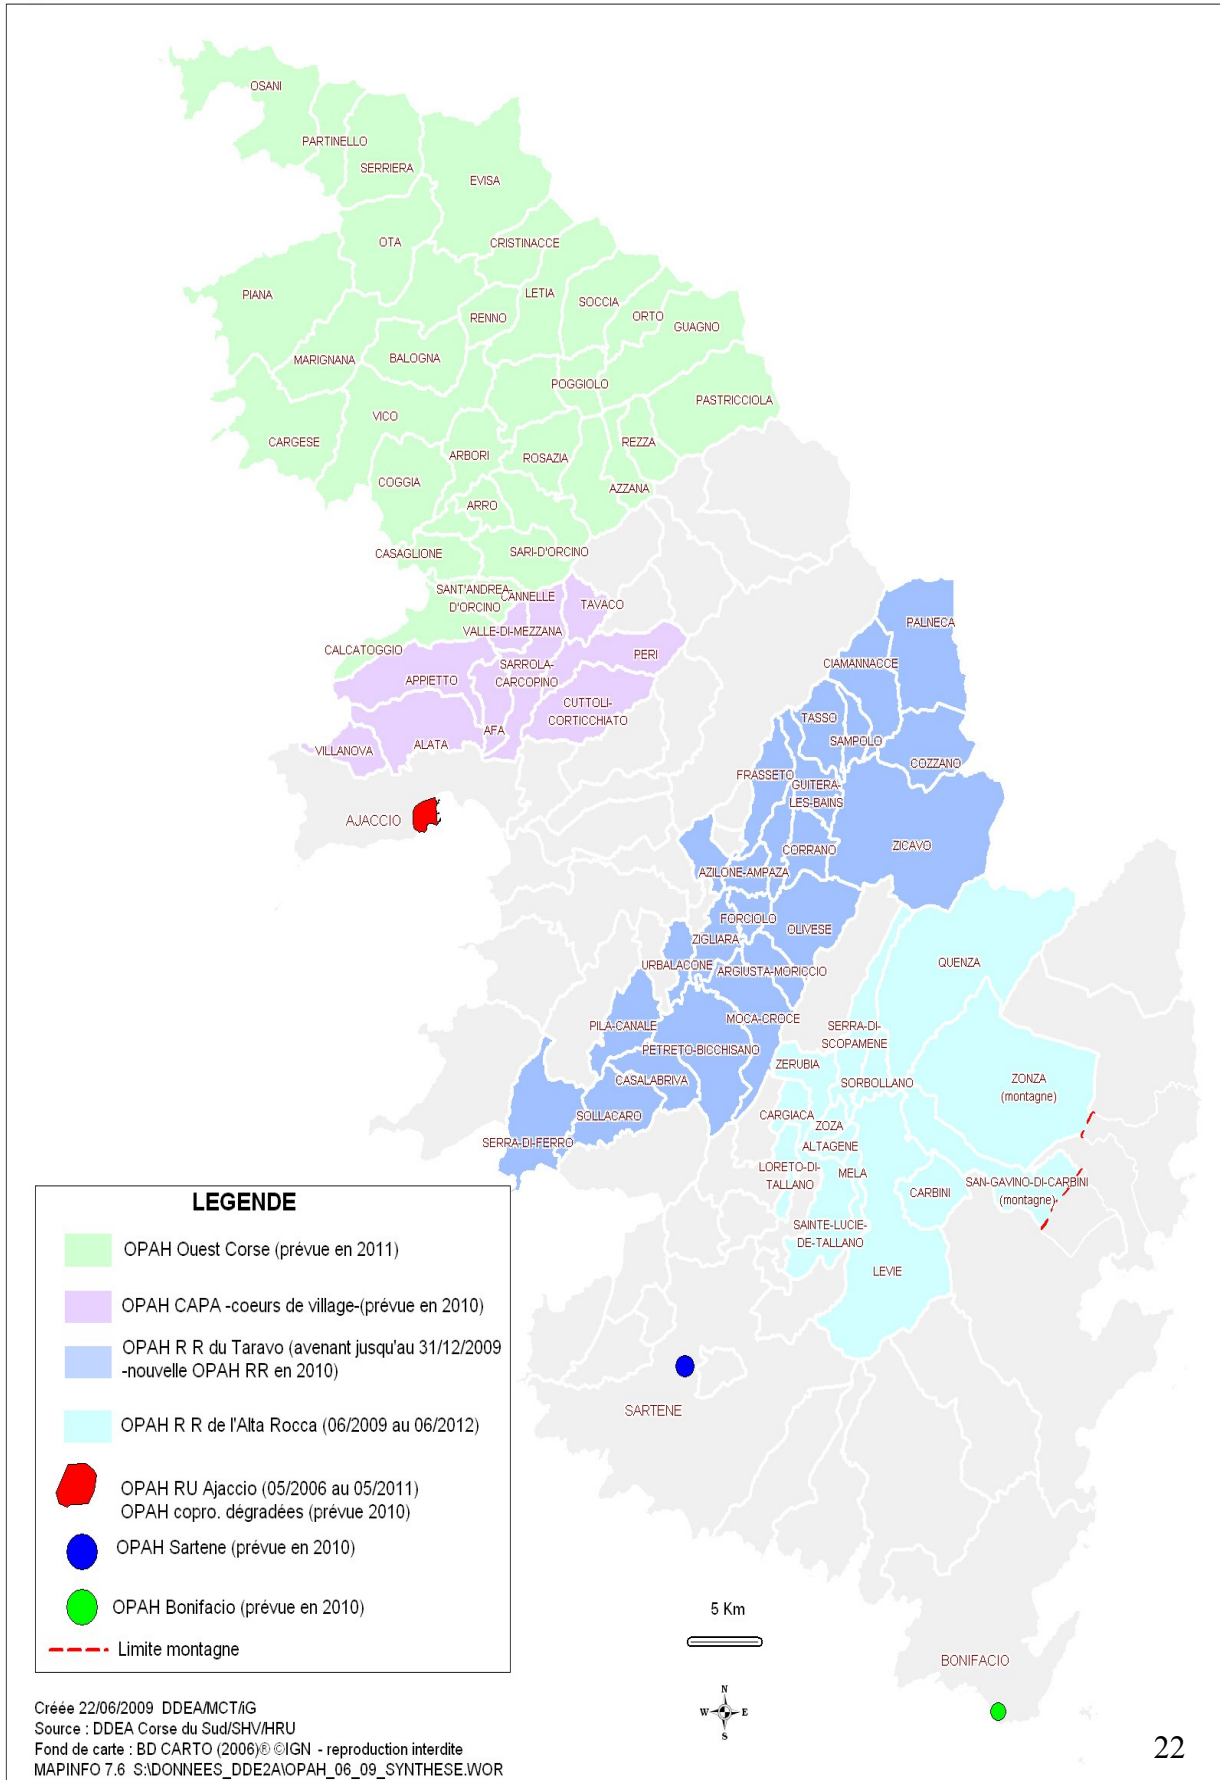 OSANI
PARTINELLO
SERRIERA
EVISA
OTA
CRISTINACCE
PIANA
LETIA
SOCCIA
ORTO
RENNO
GUAGNO
MARIGNANA
BALOGNA
POGGIOLO
PASTRICCIOLA
VICO
CARGESE
ARBORI
ROSAZIA
REZZA
COGGIA
AZZANA
ARRO
CASAGLIONE
SARI-D'ORCINO
SANT'ANDREA-
D'ORCINO
CANNELLE
TAVACO
VALLE-DI-MEZZANA
CALCATOGGIO
PERI
SARROLA-
CARCOPINO
APPIETTO
CUTTOLI-
CORTICCHIATO
AFA
ALATA
VILLANOVA
AJACCIO
PALNECA
CIAMANNACCE
TASSO
SAMPOLO
COZZANO
FRASSETO
GUITERA-
LES-BAINS
ZICAVO
CORRANO
AZILONE-AMPAZA
FORCIOLO
OLIVESE
ZIGLIARA
URBALACONE
ARGIUSTA-MORICCIO
QUENZA
MOCA-CROCE
PILA-CANALE
SERRA-DI-
SCOPAMENE
PETRETO-BICCHISANO
ZERUBIA
CASALABRIVA
SORBOLLANO
ZONZA
(montagne)
SOLLACARO
CARGIACA
ZOZA
SERRA-DI-FERRO
ALTAGENE
LORETO-DI-
TALLANO
MELA
CARBINI
SAN-GAVINO-DI-CARBINI
(montagne)
SAINTE-LUCIE-
DE-TALLANO
LEVIE
SARTENE
BONIFACIO
LEGENDE
OPAH Ouest Corse (prévue en 2011)
OPAH CAPA -coeurs de village-(prévue en 2010)
OPAH R R du Taravo (avenant jusqu'au 31/12/2009
-nouvelle OPAH RR en 2010)
OPAH R R de l'Alta Rocca (06/2009 au 06/2012)
OPAH RU Ajaccio (05/2006 au 05/2011)
OPAH copro. dégradées (prévue 2010)
OPAH Sartene (prévue en 2010)
OPAH Bonifacio (prévue en 2010)
Limite montagne
5 Km
N
W E
S
Créée 22/06/2009 DDEA/MCT/iG
Source : DDEA Corse du Sud/SHV/HRU
Fond de carte : BD CARTO (2006)® ©IGN - reproduction interdite
MAPINFO 7.6 S:\DONNEES_DDE2A\OPAH_06_09_SYNTHESE.WOR
22